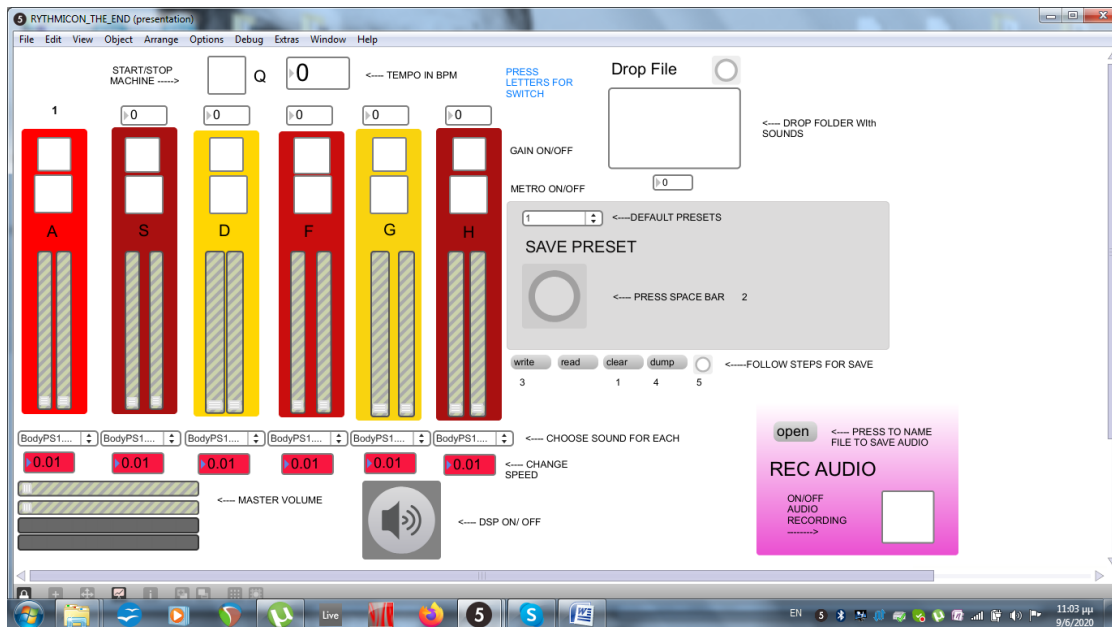 RYTHMICON_THE_END (presentation)
File Edit View Object Arrange Options Debug Extras Window Help
START/STOP
MACHINE ----->
Q
0
<---- TEMPO IN BPM
PRESS
LETTERS FOR
SWITCH
Drop File
1
0
0
0
0
0
<---- DROP FOLDER WIth
SOUNDS
GAIN ON/OFF
METRO ON/OFF
0
A
S
D
F
G
H
1
<----DEFAULT PRESETS
SAVE PRESET
<---- PRESS SPACE BAR 2
write read clear dump
<-----FOLLOW STEPS FOR SAVE
3 1 4 5
BodyPS1.... BodyPS1.... BodyPS1.... BodyPS1.... BodyPS1.... BodyPS1....
<---- CHOOSE SOUND FOR EACH
0.01 0.01 0.01 0.01 0.01 0.01
<---- CHANGE
SPEED
<---- MASTER VOLUME
<---- DSP ON/ OFF
open
<---- PRESS TO NAME
FILE TO SAVE AUDIO
REC AUDIO
ON/OFF
AUDIO
RECORDING
-------->
Live
5
S
W
EN
11:03 μμ
9/6/2020